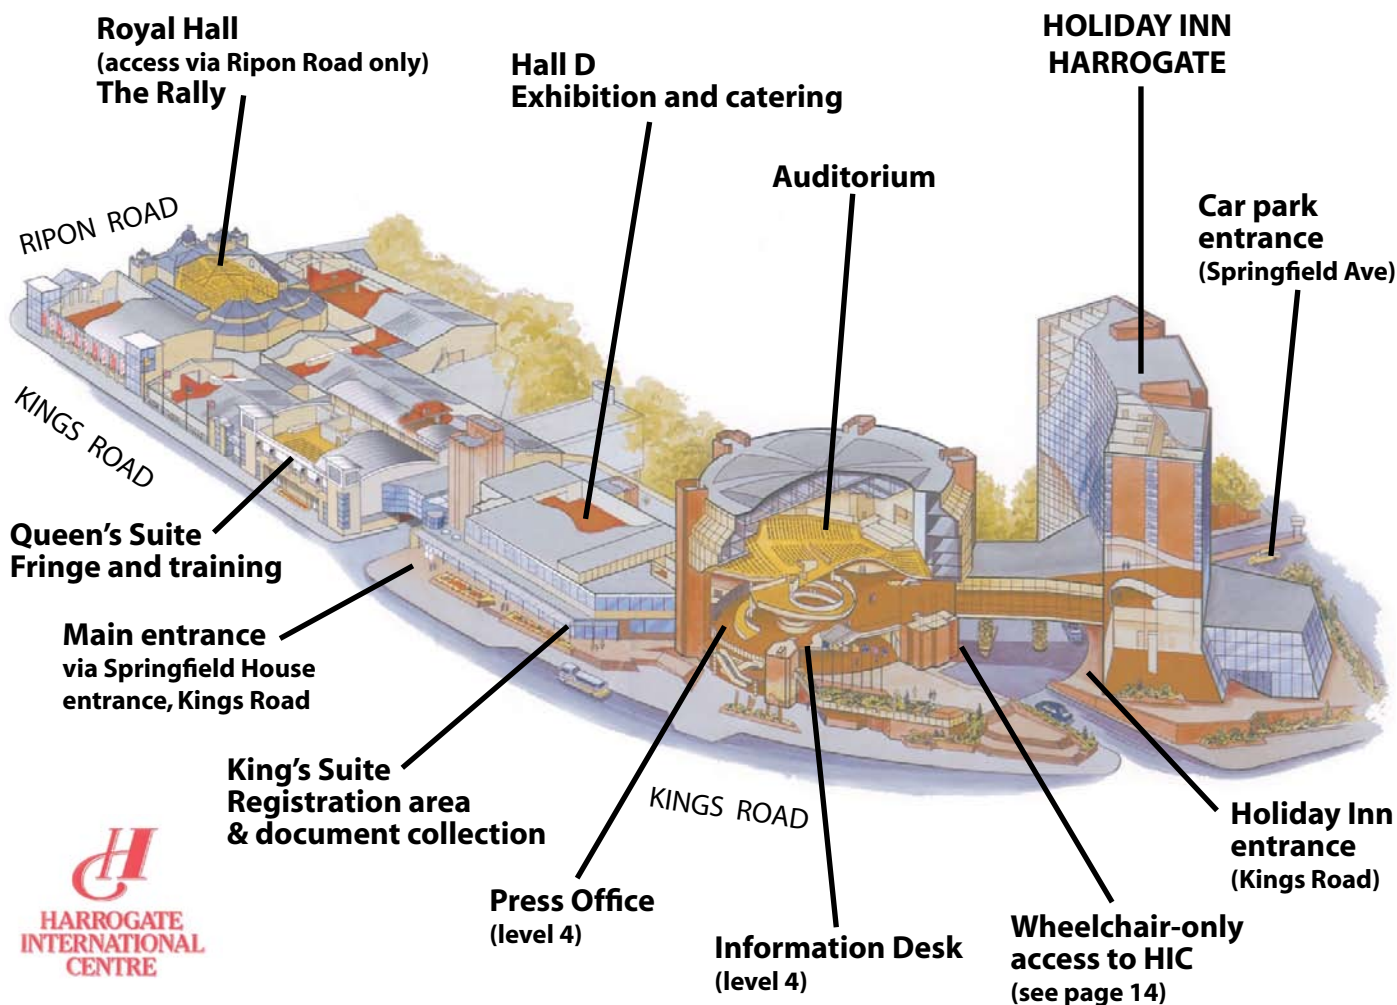 Royal Hall
(access via Ripon Road only)
The Rally
Hall D
Exhibition and catering
HOLIDAY INN
HARROGATE
Auditorium
Car park
entrance
(Springfield Ave)
RIPON ROAD
KINGS ROAD
Queen's Suite
Fringe and training
Main entrance
via Springfield House
entrance, Kings Road
King's Suite
Registration area
& document collection
KINGS ROAD
Press Office
(level 4)
Information Desk
(level 4)
Wheelchair-only
access to HIC
(see page 14)
Holiday Inn
entrance
(Kings Road)
H
HARROGATE
INTERNATIONAL
CENTRE